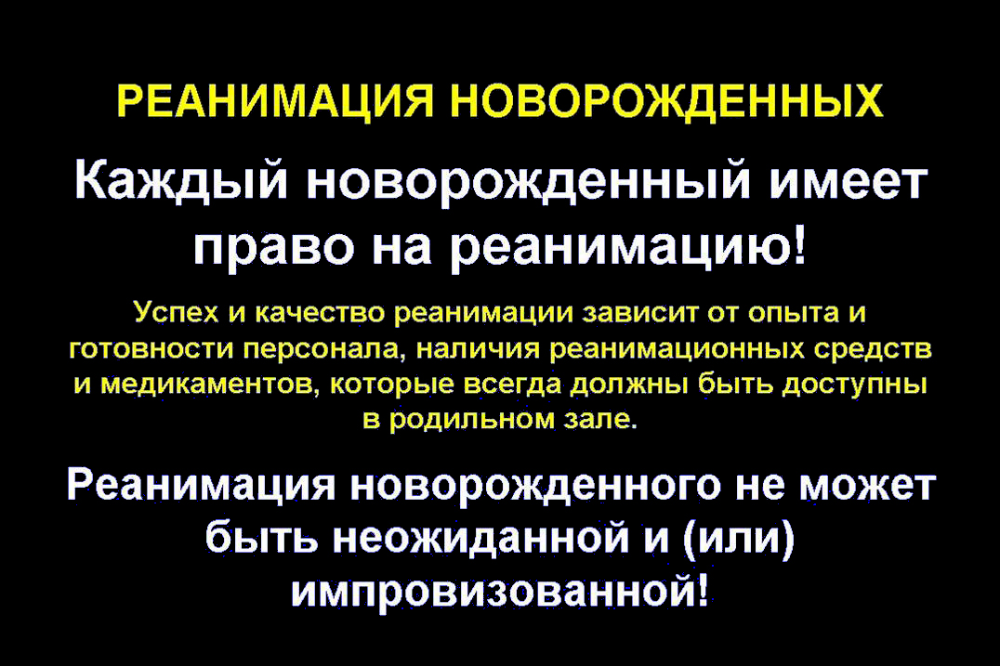 РЕАНИМАЦИЯ НОВОРОЖДЕННЫХ
Каждый новорожденный имеет
право на реанимацию!
Успех и качество реанимации зависит от опыта и
готовности персонала, наличия реанимационных средств
и медикаментов, которые всегда должны быть доступны
в родильном зале.
Реанимация новорожденного не может
быть неожиданной и (или)
импровизованной!